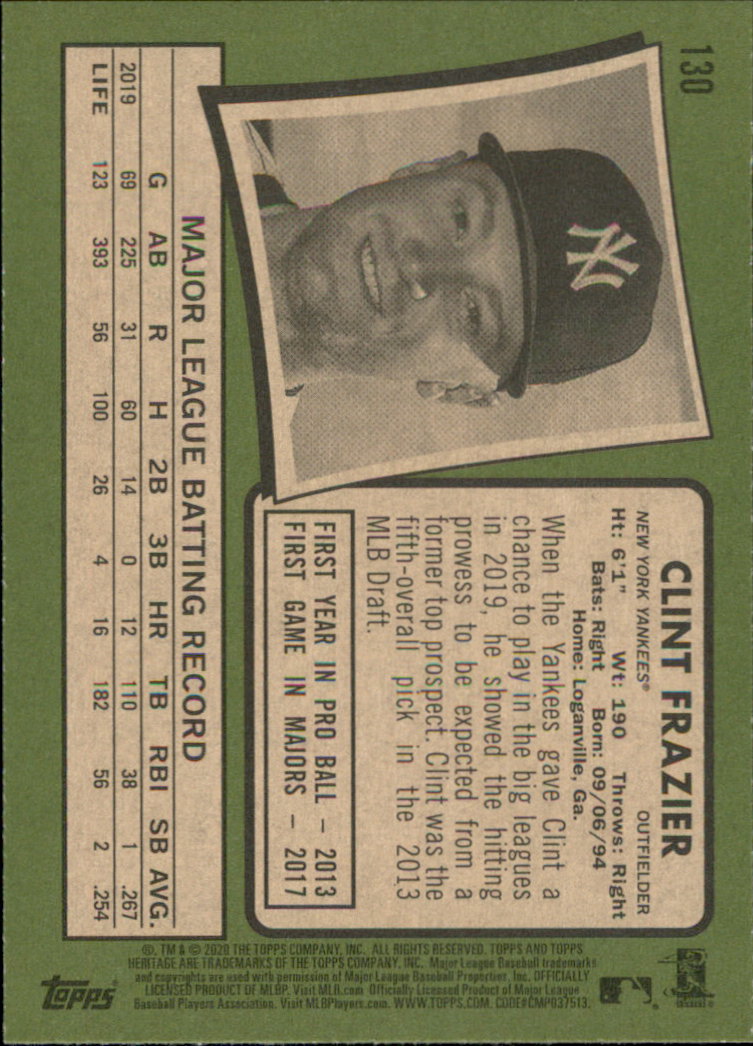 130
NY
CLINT FRAZIER
NEW YORK YANKEES® OUTFIELDER
Ht: 6'1" Wt: 190 Throws: Right
Bats: Right Born: 09/06/94
Home: Loganville, Ga.
When the Yankees gave Clint a
chance to play in the big leagues
in 2019, he showed the hitting
prowess to be expected from a
former top prospect. Clint was the
fifth-overall pick in the 2013
MLB Draft.
FIRST YEAR IN PRO BALL – 2013
FIRST GAME IN MAJORS – 2017
MAJOR LEAGUE BATTING RECORD
G AB R H 2B 3B HR TB RBI SB AVG.
2019 69 225 31 60 14 0 12 110 38 1 .267
LIFE 123 393 56 100 26 4 16 182 56 2 .254
®, TM & © 2020 THE TOPPS COMPANY, INC. ALL RIGHTS RESERVED. TOPPS AND TOPPS
HERITAGE ARE TRADEMARKS OF THE TOPPS COMPANY, INC. Major League Baseball trademarks
and copyrights are used with permission of Major League Baseball Properties, Inc. OFFICIALLY
LICENSED PRODUCT OF MLBP. Visit MLB.com Officially Licensed Product of Major League
Baseball Players Association. Visit MLBPlayers.com. WWW.TOPPS.COM. CODE#CMP037513.
topps